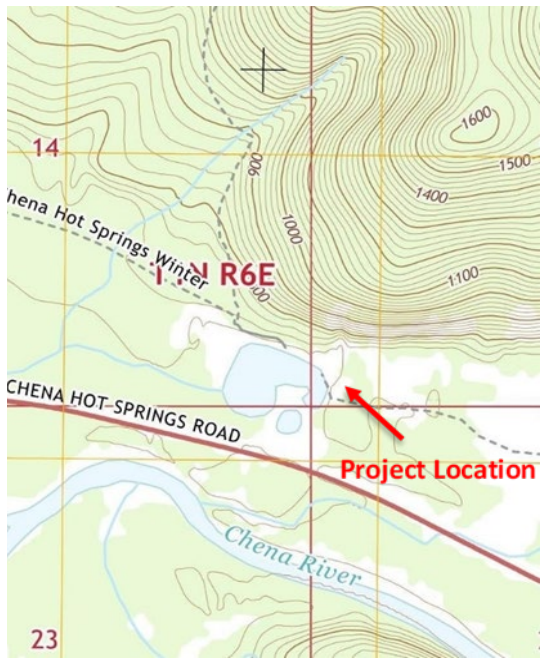 1600
14
1500
900
1400
Chena Hot Springs Winter
1000
1100
R6E
CHENA HOT SPRINGS ROAD
Project Location
Chena River
23